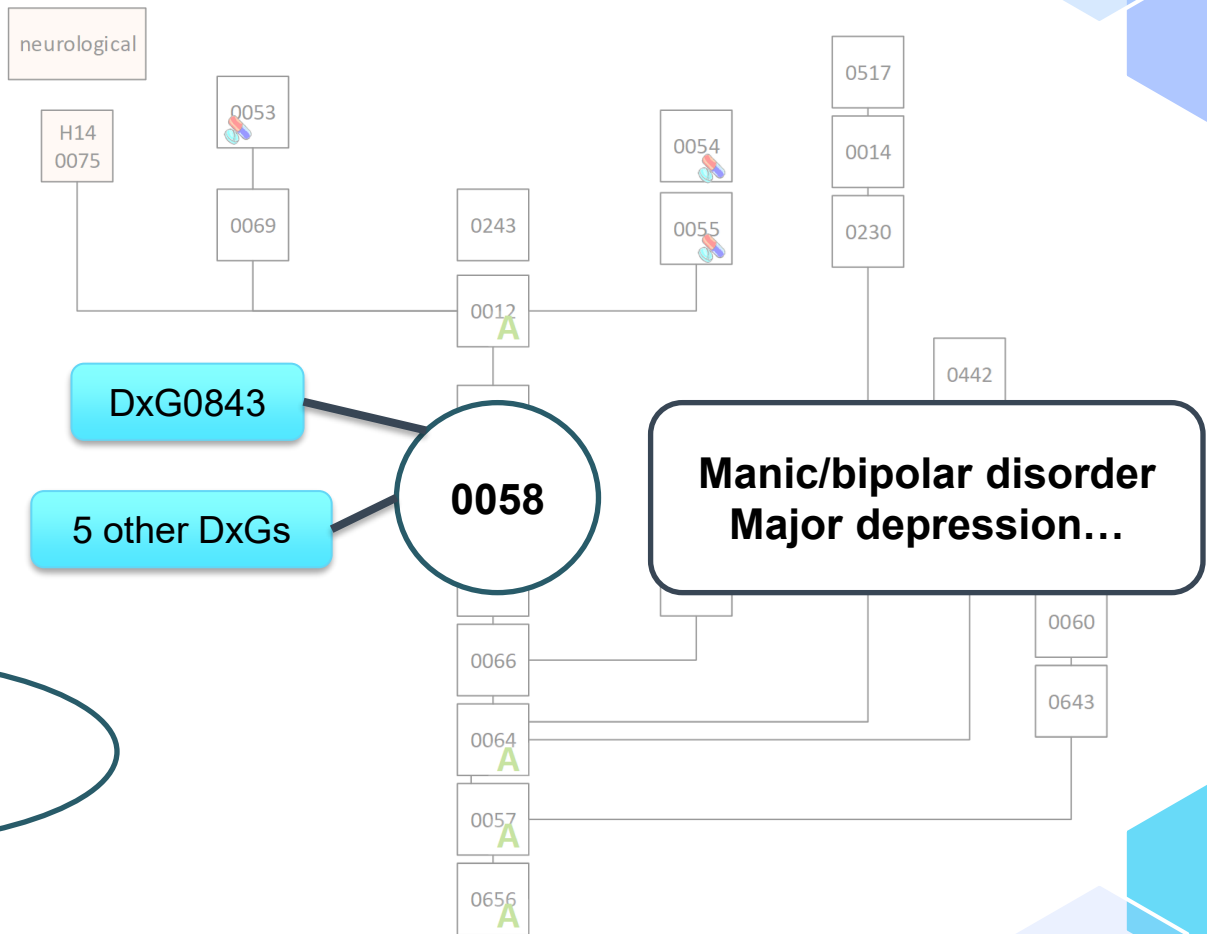 neurological
H14
0075
0053
0069
0243
0012
A
0054
0055
0517
0014
0230
0442
DxG0843
5 other DxGs
0058
Manic/bipolar disorder
Major depression…
0066
0064
A
0057
A
0656
A
0060
0643